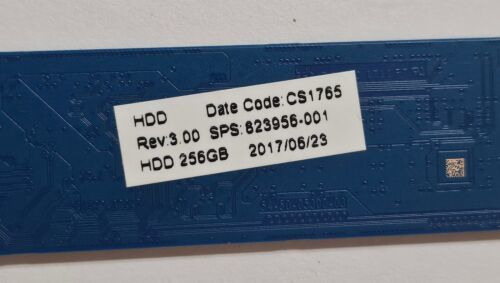 HDD Date Code:CS1765
Rev:3.00 SPS:823956-001
HDD 256GB 2017/06/23